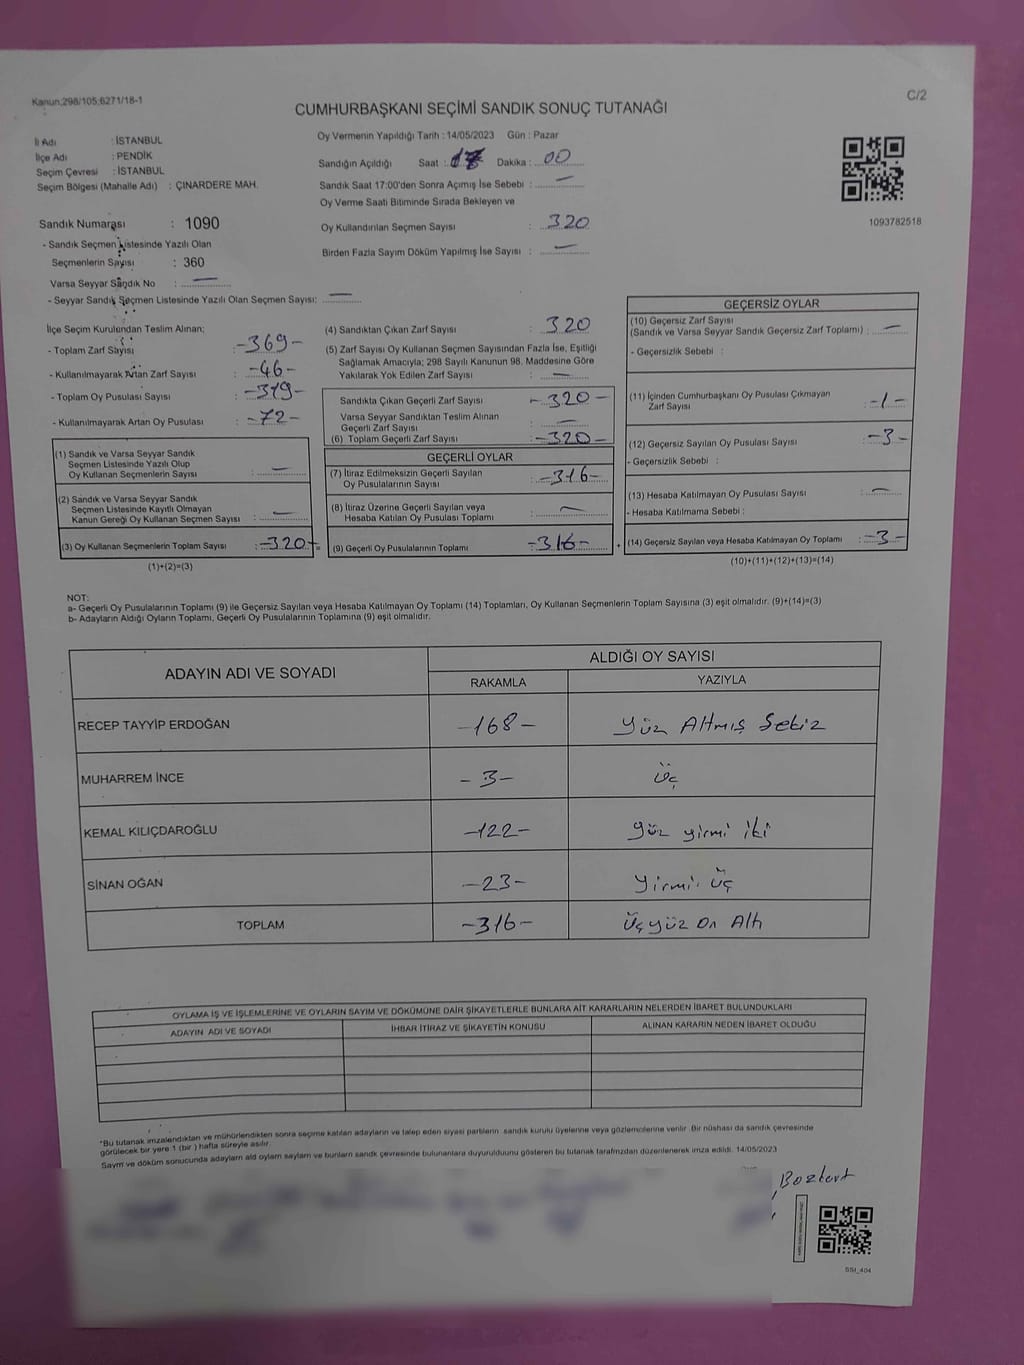 Kanun;298/105;6271/18-1
C/2
CUMHURBAŞKANI SEÇİMİ SANDIK SONUÇ TUTANAĞI
İl Adı : İSTANBUL
İlçe Adı : PENDİK
Seçim Çevresi : İSTANBUL
Seçim Bölgesi (Mahalle Adı) : ÇINARDERE MAH.
Oy Vermenin Yapıldığı Tarih : 14/05/2023 Gün : Pazar
Sandığın Açıldığı Saat : 17 Dakika : 00
Sandık Saat 17:00'den Sonra Açımış İse Sebebi : —
Oy Verme Saati Bitiminde Sırada Bekleyen ve
Oy Kullandırılan Seçmen Sayısı : 320
Birden Fazla Sayım Döküm Yapılmış İse Sayısı : —
1093782518
Sandık Numarası : 1090
- Sandık Seçmen Listesinde Yazılı Olan
Seçmenlerin Sayısı : 360
Varsa Seyyar Sandık No : —
- Seyyar Sandık Seçmen Listesinde Yazılı Olan Seçmen Sayısı: —
İlçe Seçim Kurulundan Teslim Alınan;
- Toplam Zarf Sayısı : -369-
- Kullanılmayarak Artan Zarf Sayısı : -46-
- Toplam Oy Pusulası Sayısı :
- Kullanılmayarak Artan Oy Pusulası : -72-
(1) Sandık ve Varsa Seyyar Sandık
Seçmen Listesinde Yazılı Olup
Oy Kullanan Seçmenlerin Sayısı : —
(2) Sandık ve Varsa Seyyar Sandık
Seçmen Listesinde Kayıtlı Olmayan
Kanun Gereği Oy Kullanan Seçmen Sayısı : —
(3) Oy Kullanan Seçmenlerin Toplam Sayısı : -320-
(1)+(2)=(3)
(4) Sandıktan Çıkan Zarf Sayısı : 320
(5) Zarf Sayısı Oy Kullanan Seçmen Sayısından Fazla İse, Eşitliği
Sağlamak Amacıyla; 298 Sayılı Kanunun 98. Maddesine Göre
Yakılarak Yok Edilen Zarf Sayısı : —
Sandıkta Çıkan Geçerli Zarf Sayısı : -320-
Varsa Seyyar Sandıktan Teslim Alınan
Geçerli Zarf Sayısı : —
(6) Toplam Geçerli Zarf Sayısı : -320-
GEÇERLİ OYLAR
(7) İtiraz Edilmeksizin Geçerli Sayılan
Oy Pusulalarının Sayısı : -316-
(8) İtiraz Üzerine Geçerli Sayılan veya
Hesaba Katılan Oy Pusulası Toplamı : —
(9) Geçerli Oy Pusulalarının Toplamı : -316-
GEÇERSİZ OYLAR
(10) Geçersiz Zarf Sayısı
(Sandık ve Varsa Seyyar Sandık Geçersiz Zarf Toplamı) : —
- Geçersizlik Sebebi :
(11) İçinden Cumhurbaşkanı Oy Pusulası Çıkmayan
Zarf Sayısı : -1-
(12) Geçersiz Sayılan Oy Pusulası Sayısı : -3-
- Geçersizlik Sebebi :
(13) Hesaba Katılmayan Oy Pusulası Sayısı : —
- Hesaba Katılmama Sebebi :
(14) Geçersiz Sayılan veya Hesaba Katılmayan Oy Toplamı : -3-
(10)+(11)+(12)+(13)=(14)
NOT:
a- Geçerli Oy Pusulalarının Toplamı (9) ile Geçersiz Sayılan veya Hesaba Katılmayan Oy Toplamı (14) Toplamları, Oy Kullanan Seçmenlerin Toplam Sayısına (3) eşit olmalıdır. (9)+(14)=(3)
b- Adayların Aldığı Oyların Toplamı, Geçerli Oy Pusulalarının Toplamına (9) eşit olmalıdır.
ADAYIN ADI VE SOYADI
ALDIĞI OY SAYISI
RAKAMLA YAZIYLA
RECEP TAYYİP ERDOĞAN -168- Yüz Altmış Sekiz
MUHARREM İNCE -3- Üç
KEMAL KILIÇDAROĞLU -122- yüz yirmi iki
SİNAN OĞAN -23- yirmi üç
TOPLAM -316- Üçyüz On Altı
OYLAMA İŞ VE İŞLEMLERİNE VE OYLARIN SAYIM VE DÖKÜMÜNE DAİR ŞİKAYETLERLE BUNLARA AİT KARARLARIN NELERDEN İBARET BULUNDUKLARI
ADAYIN ADI VE SOYADI İHBAR İTİRAZ VE ŞİKAYETİN KONUSU ALINAN KARARIN NEDEN İBARET OLDUĞU
*Bu tutanak imzalendiktan ve mühürlendikten sonra seçime katılan adayların ve talep eden siyasi partilerin sandık kurulu üyelerine veya gözlemcilerine verilir. Bir nüshası da sandık çevresinde
görülecek bir yere 1 (bir ) hafta süreyle asılır.
Saym ve döküm sonucunda adaylarn ald oylarn saylarn ve bunlarn sandk çevresinde bulunanlara duyurulduunu gösteren bu tutanak tarafmzdan düzenlenerek imza edildi. 14/05/2023
Bozkurt
SSI_404